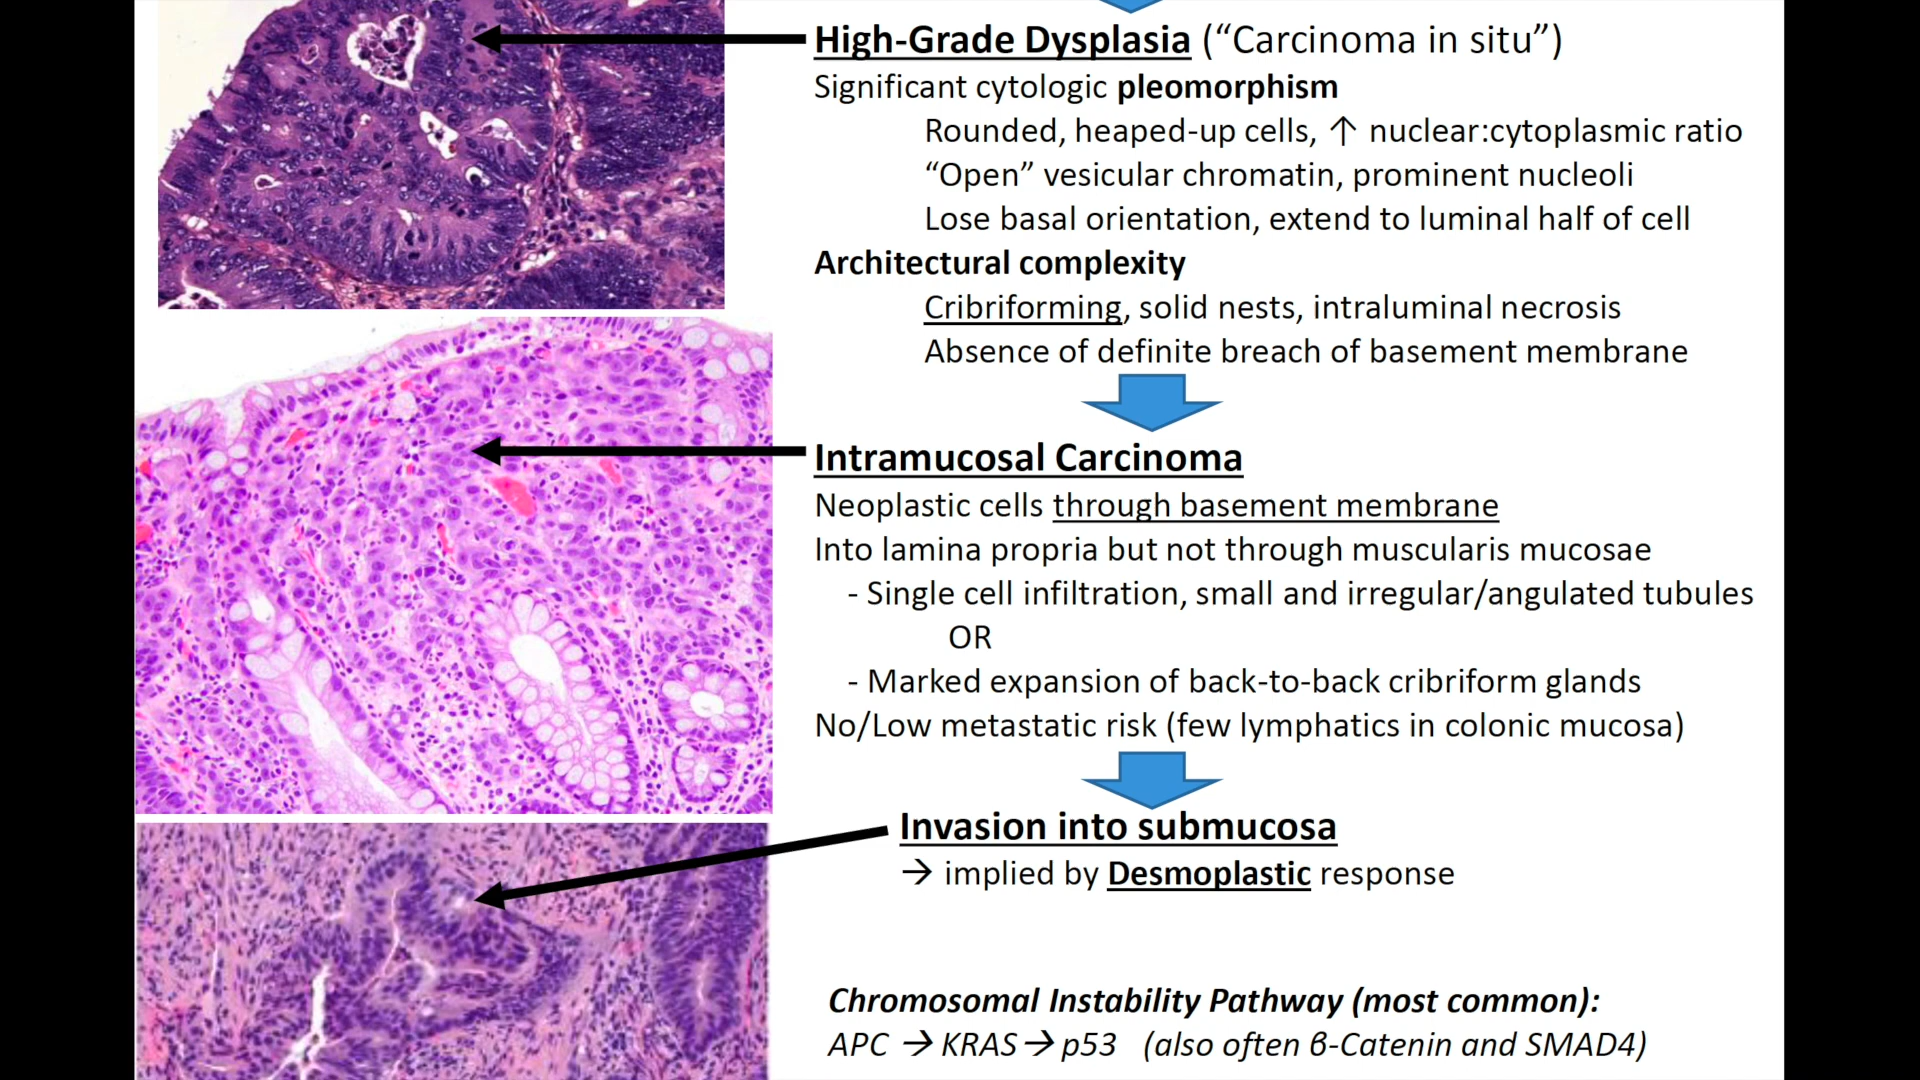 High-Grade Dysplasia (“Carcinoma in situ”)
Significant cytologic pleomorphism
Rounded, heaped-up cells, ↑ nuclear:cytoplasmic ratio
“Open” vesicular chromatin, prominent nucleoli
Lose basal orientation, extend to luminal half of cell
Architectural complexity
Cribriforming, solid nests, intraluminal necrosis
Absence of definite breach of basement membrane
Intramucosal Carcinoma
Neoplastic cells through basement membrane
Into lamina propria but not through muscularis mucosae
- Single cell infiltration, small and irregular/angulated tubules
OR
- Marked expansion of back-to-back cribriform glands
No/Low metastatic risk (few lymphatics in colonic mucosa)
Invasion into submucosa
→ implied by Desmoplastic response
Chromosomal Instability Pathway (most common):
APC → KRAS → p53 (also often β-Catenin and SMAD4)